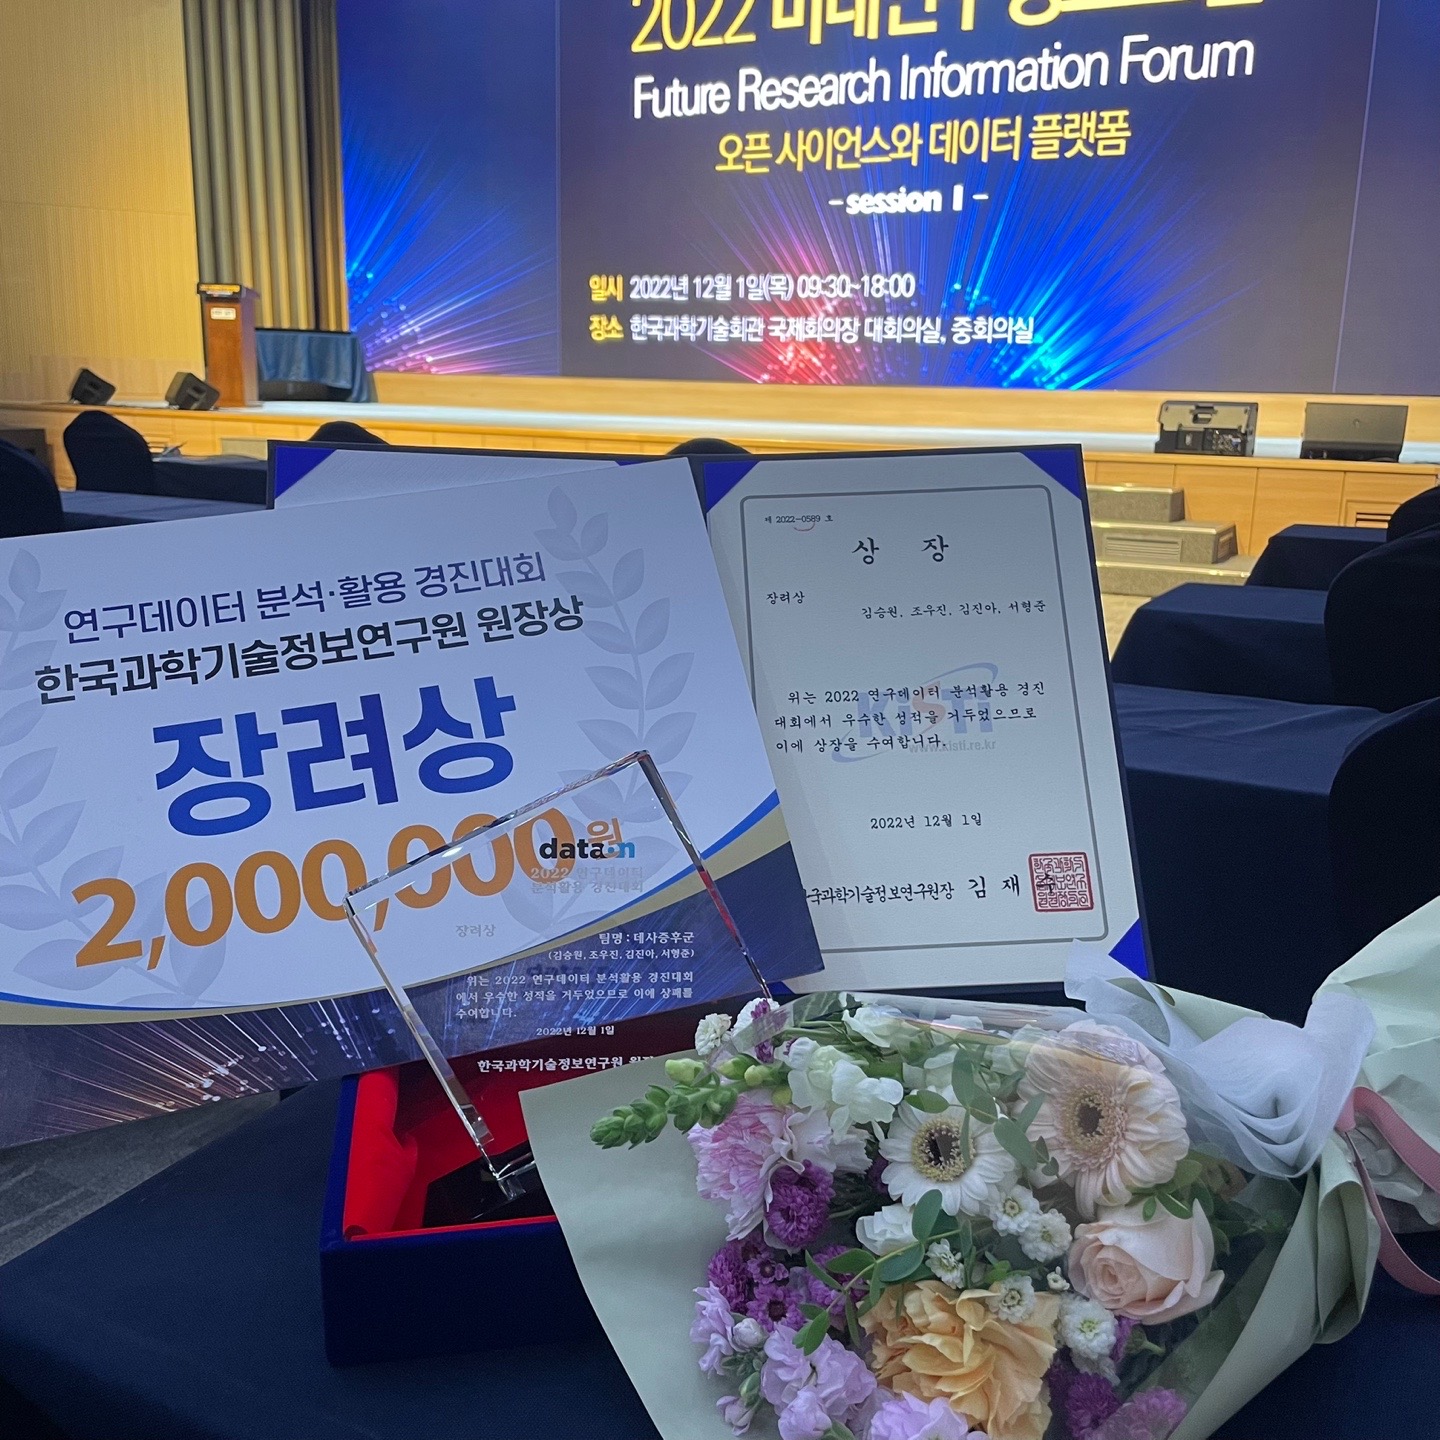 2022 미래연구정보포럼
Future Research Information Forum
오픈 사이언스와 데이터 플랫폼
-session I-
일시 2022년 12월 1일(목) 09:30~18:00
장소 한국과학기술회관 국제회의장 대회의실, 중회의실
연구데이터 분석·활용 경진대회
한국과학기술정보연구원 원장상
장려상
2,000,000원
제 2022-0589 호
상 장
장려상
김승원, 조우진, 김진아, 서형준
KiSTi
www.kisti.re.kr
위는 2022 연구데이터 분석활용 경진
대회에서 우수한 성적을 거두었으므로
이에 상장을 수여합니다.
2022년 12월 1일
한국과학기술정보연구원장 김 재 수
dataon
2022 연구데이터
분석활용 경진대회
장려상
팀명 : 데사증후군
(김승원, 조우진, 김진아, 서형준)
위는 2022 연구데이터 분석활용 경진대회
에서 우수한 성적을 거두었으므로 이에 상패를
수여합니다.
2022년 12월 1일
한국과학기술정보연구원